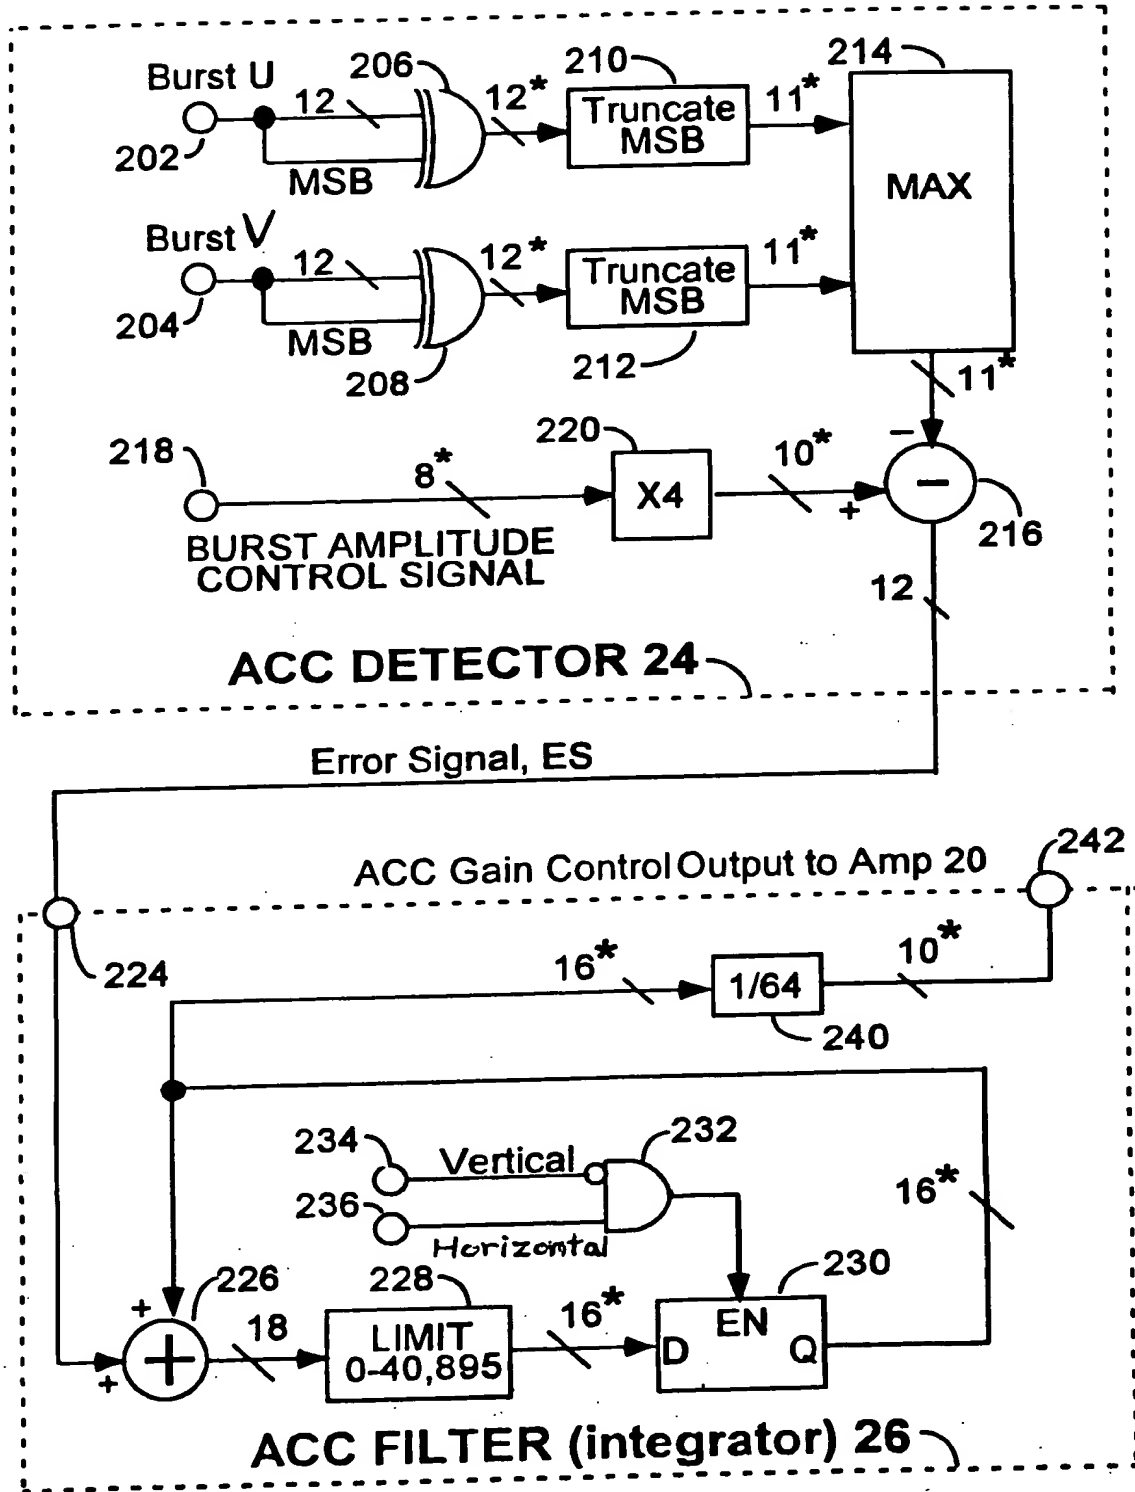 206
210
214
Burst U
12
12*
Truncate
MSB
11*
202
MSB
MAX
Burst V
12
12*
Truncate
MSB
11*
204
MSB
208
212
11*
218
220
8*
X4
10*
−
−
+
216
BURST AMPLITUDE
CONTROL SIGNAL
12
ACC DETECTOR 24
Error Signal, ES
ACC Gain Control Output to Amp 20
242
224
16*
1/64
10*
240
234
Vertical
232
236
Horizontal
16*
226
228
230
+
+
+
18
LIMIT
0-40,895
16*
EN
D
Q
ACC FILTER (integrator) 26